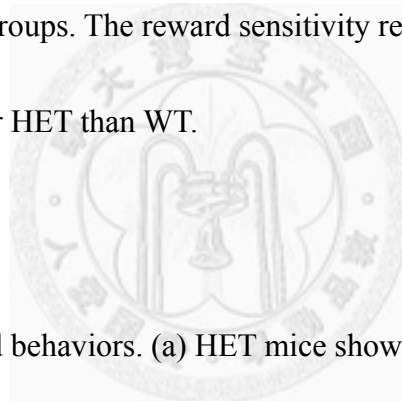 roups. The reward sensitivity re
r HET than WT.
l behaviors. (a) HET mice show